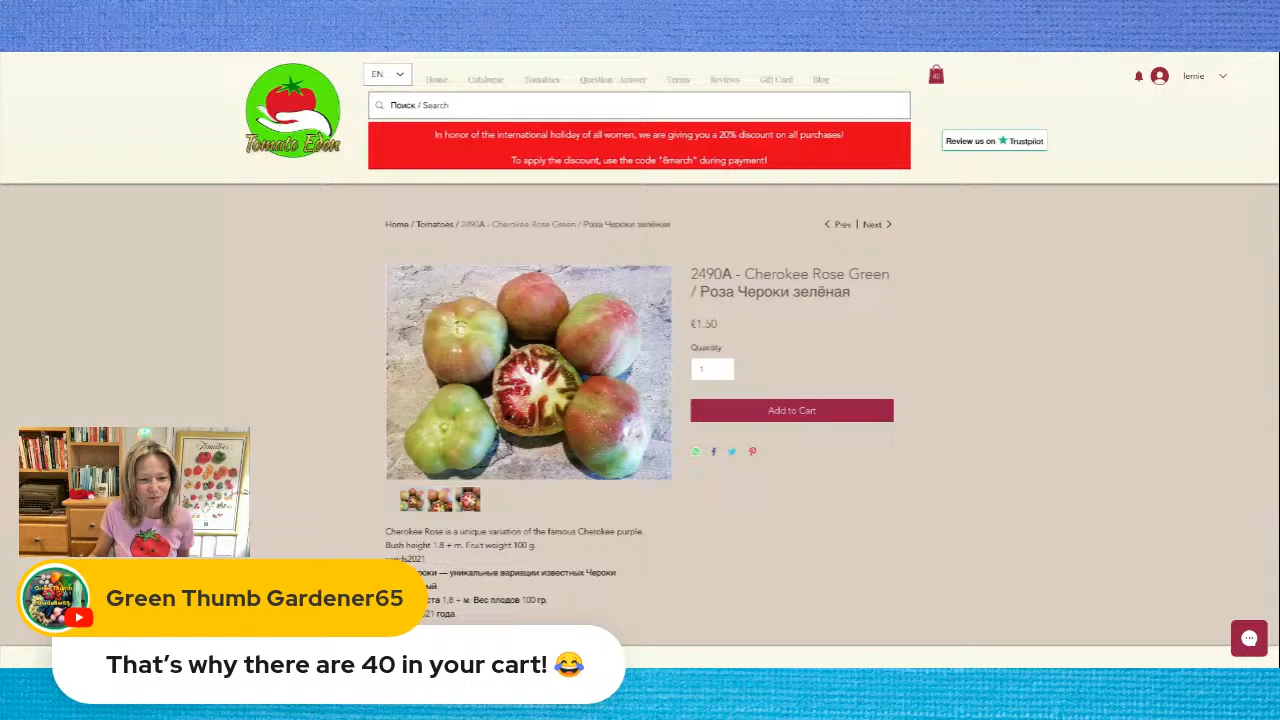 Tomato Eden
EN
Home
Catalogue
Tomatoes
Question - Answer
Terms
Reviews
Gift Card
Blog
40
lernie
Поиск / Search
In honor of the international holiday of all women, we are giving you a 20% discount on all purchases!
To apply the discount, use the code "8march" during payment!
Review us on Trustpilot
Home / Tomatoes / 2490A - Cherokee Rose Green / Роза Чероки зелёная
Prev | Next
2490A - Cherokee Rose Green
/ Роза Чероки зелёная
€1.50
Quantity
1
Add to Cart
Cherokee Rose is a unique variation of the famous Cherokee purple.
Bush height 1.8 + m. Fruit weight 100 g.
2021
— уникальные вариации известных Чероки
1,8 + м. Вес плодов 100 гр.
года
Tomatoes
Green Thumb Gardener65
That's why there are 40 in your cart! 😂